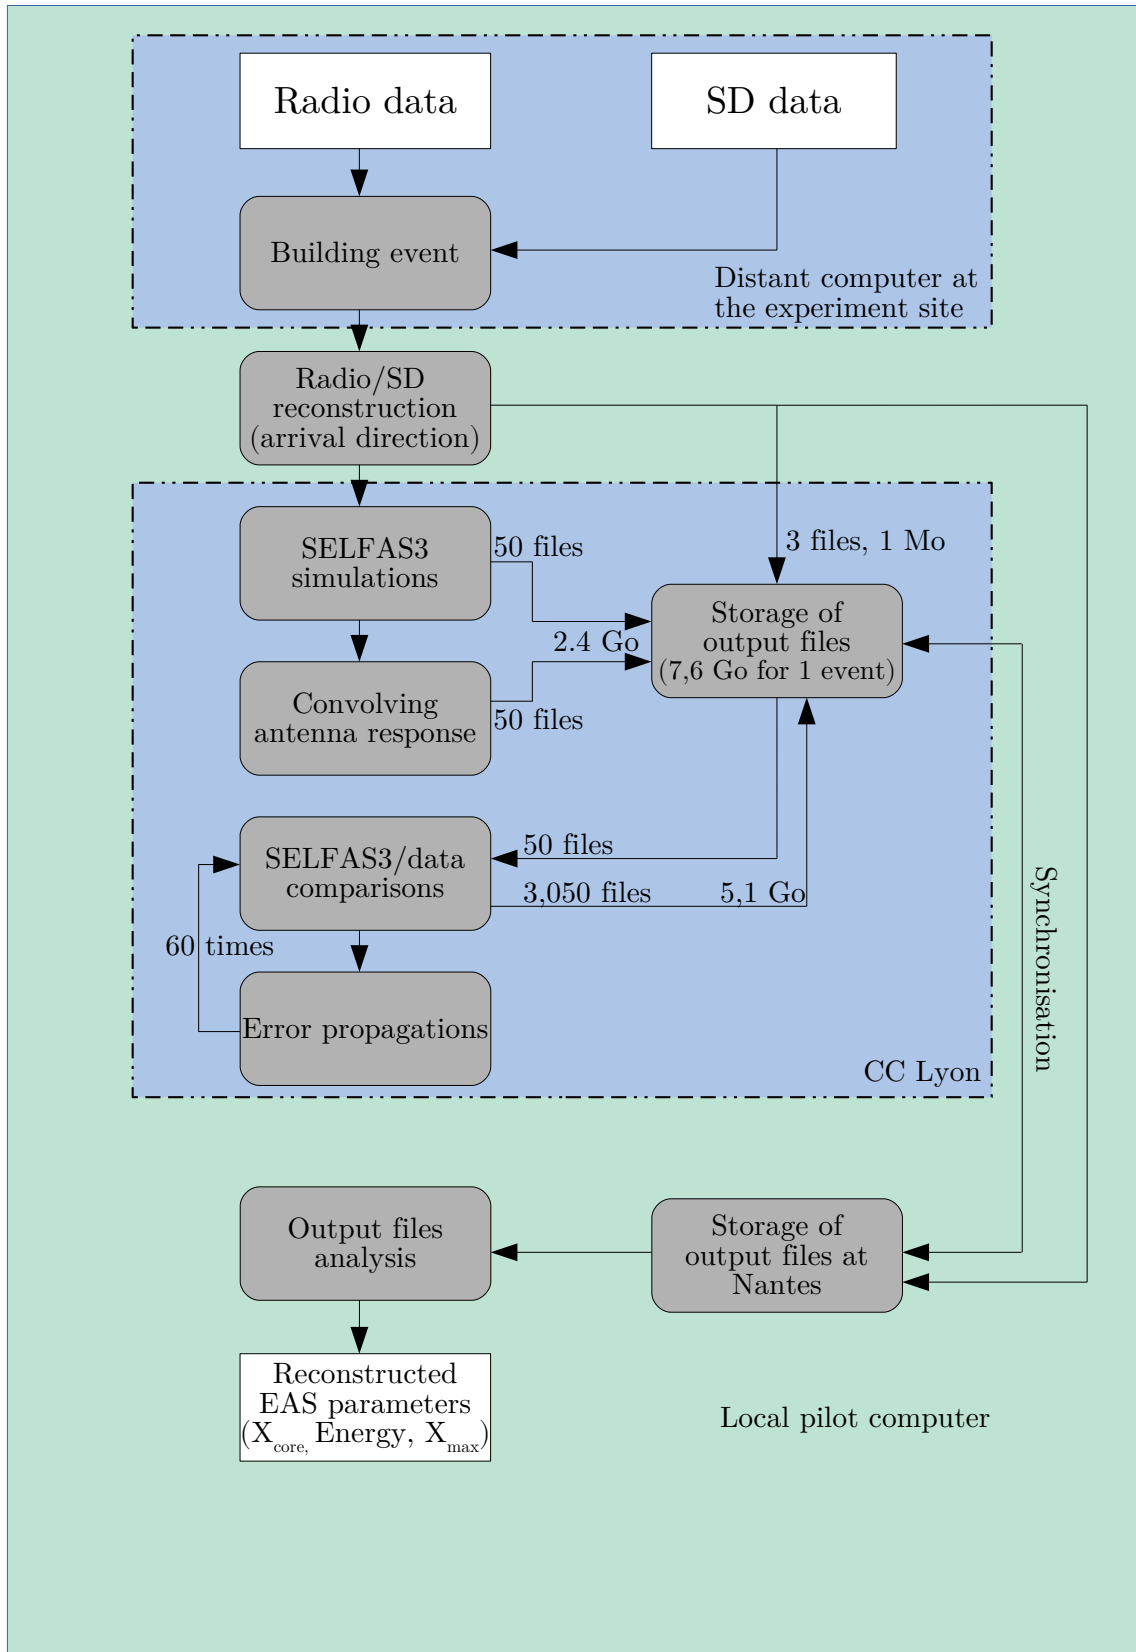 Radio data
SD data
Building event
Distant computer at
the experiment site
Radio/SD
reconstruction
(arrival direction)
SELFAS3
simulations
50 files
3 files, 1 Mo
Storage of
output files
(7,6 Go for 1 event)
2.4 Go
Convolving
antenna response
50 files
SELFAS3/data
comparisons
50 files
3,050 files
5,1 Go
60 times
Error propagations
CC Lyon
Synchronisation
Output files
analysis
Storage of
output files at
Nantes
Reconstructed
EAS parameters
(X_core, Energy, X_max)
Local pilot computer